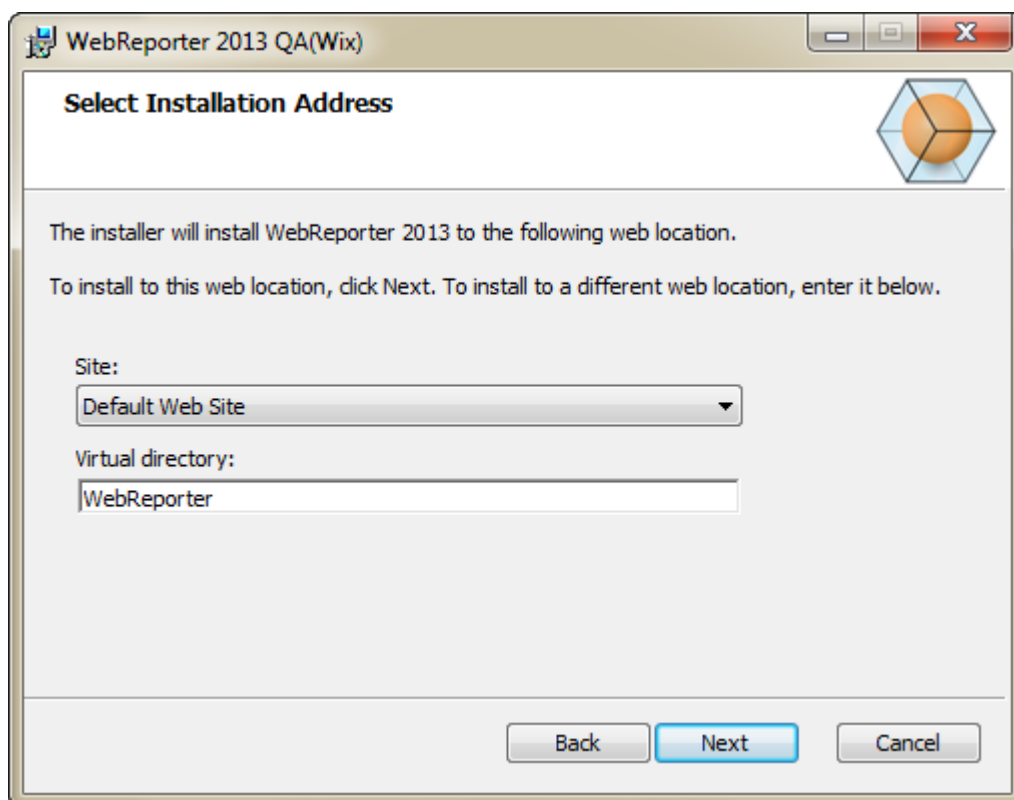 WebReporter 2013 QA(Wix)
Select Installation Address
The installer will install WebReporter 2013 to the following web location.
To install to this web location, click Next. To install to a different web location, enter it below.
Site:
Default Web Site
Virtual directory:
WebReporter
Back Next Cancel